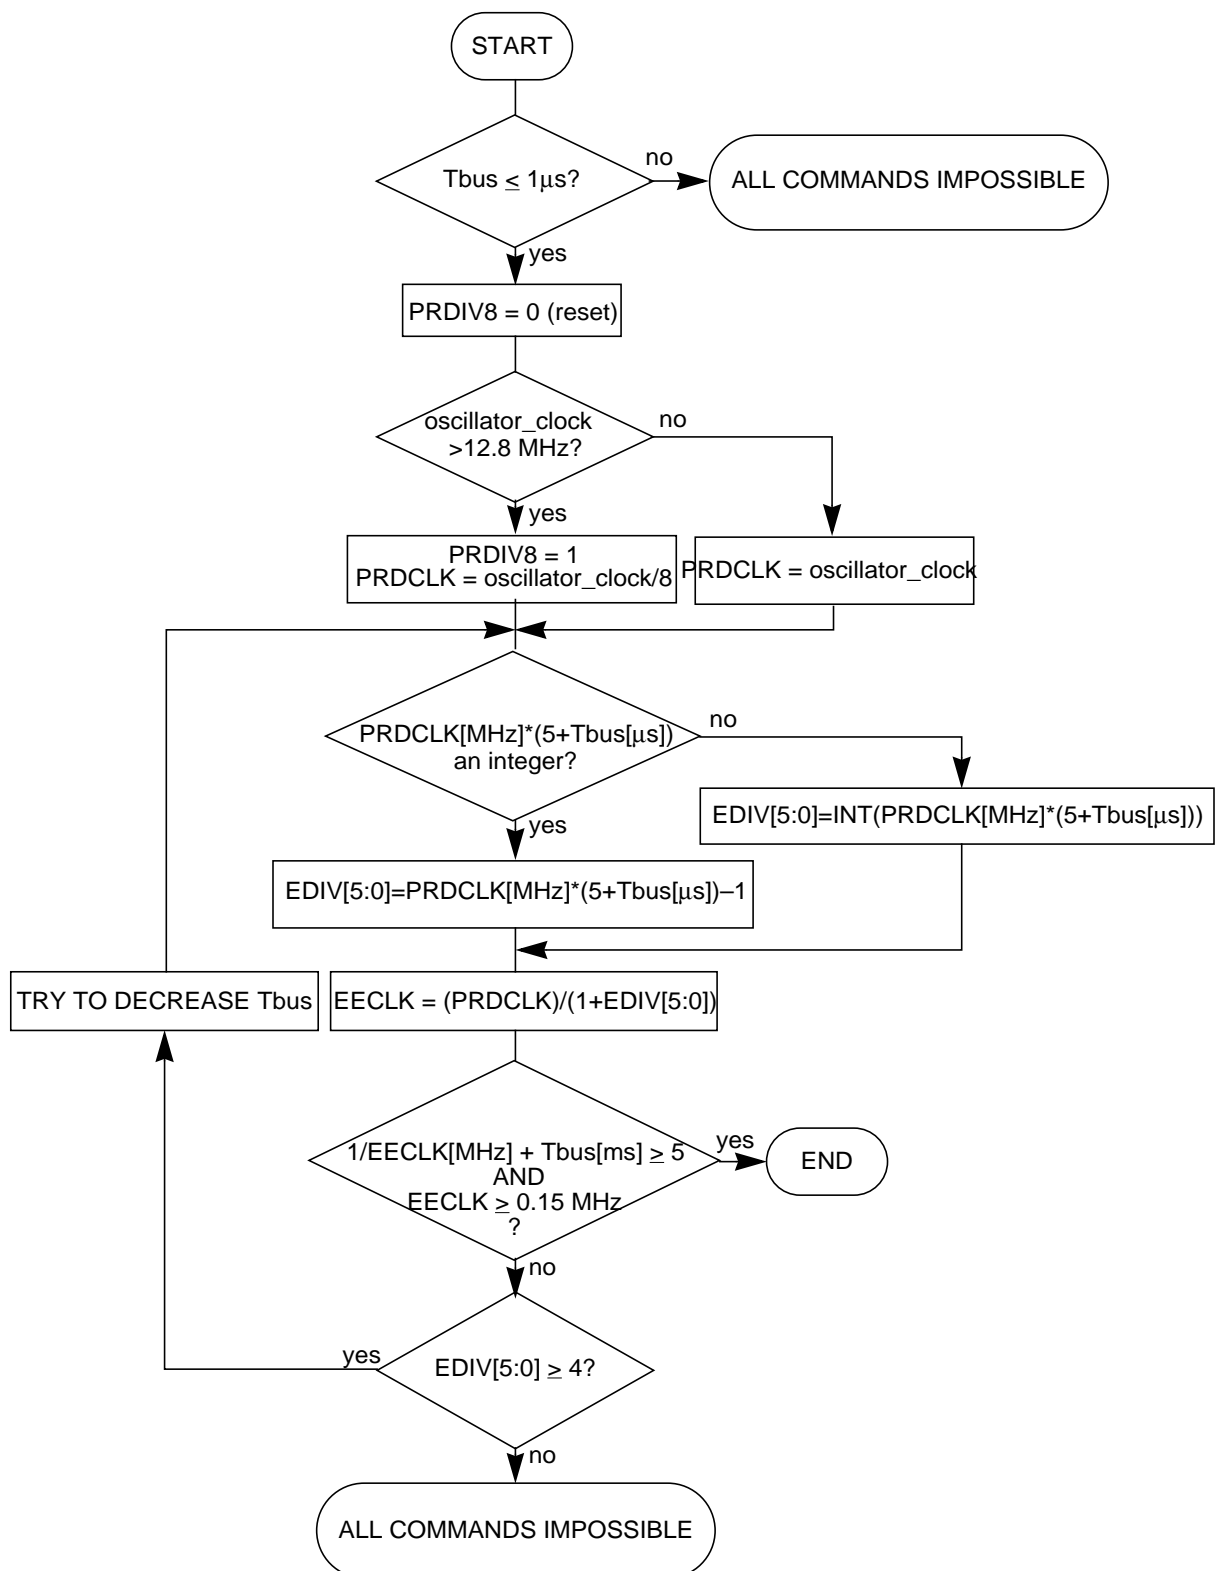 START
Tbus ≤ 1μs?
no
ALL COMMANDS IMPOSSIBLE
yes
PRDIV8 = 0 (reset)
oscillator_clock
>12.8 MHz?
no
yes
PRDIV8 = 1
PRDCLK = oscillator_clock/8
PRDCLK = oscillator_clock
PRDCLK[MHz]*(5+Tbus[μs])
an integer?
no
yes
EDIV[5:0]=INT(PRDCLK[MHz]*(5+Tbus[μs]))
EDIV[5:0]=PRDCLK[MHz]*(5+Tbus[μs])–1
TRY TO DECREASE Tbus
EECLK = (PRDCLK)/(1+EDIV[5:0])
1/EECLK[MHz] + Tbus[ms] ≥ 5
AND
EECLK ≥ 0.15 MHz
?
yes
END
no
EDIV[5:0] ≥ 4?
yes
no
ALL COMMANDS IMPOSSIBLE